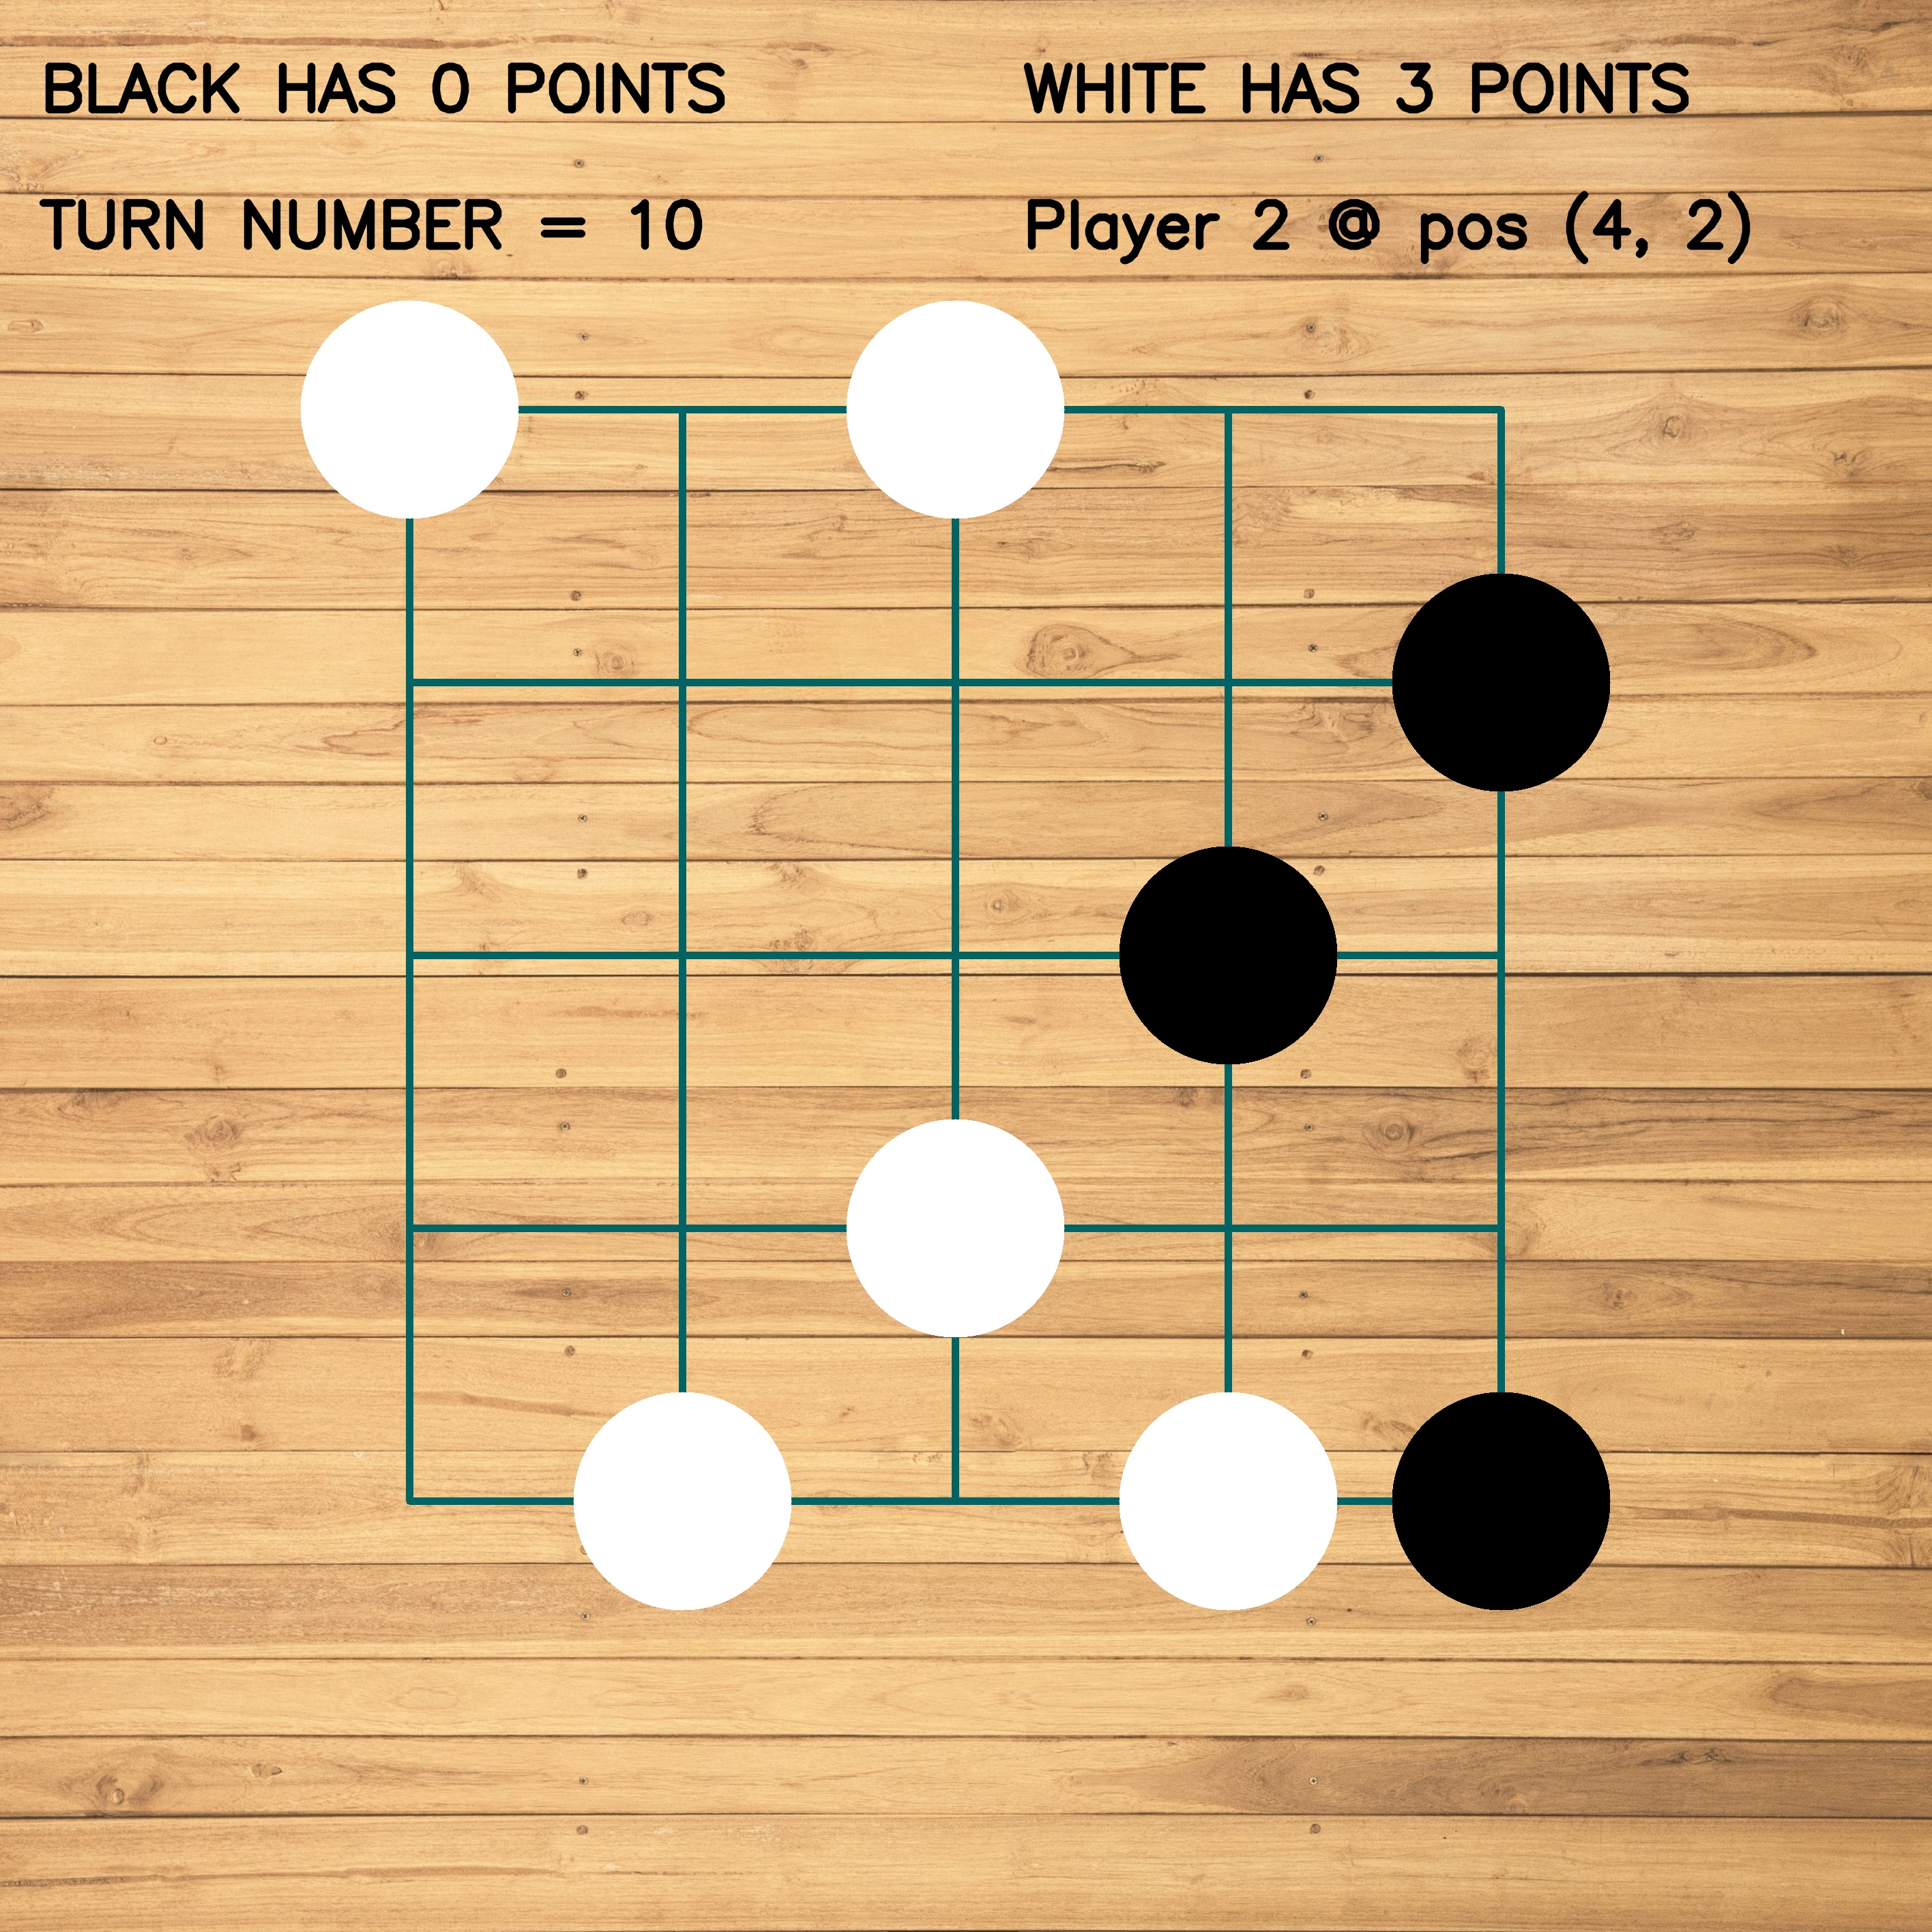 BLACK HAS 0 POINTS
WHITE HAS 3 POINTS
TURN NUMBER = 10
Player 2 @ pos (4, 2)